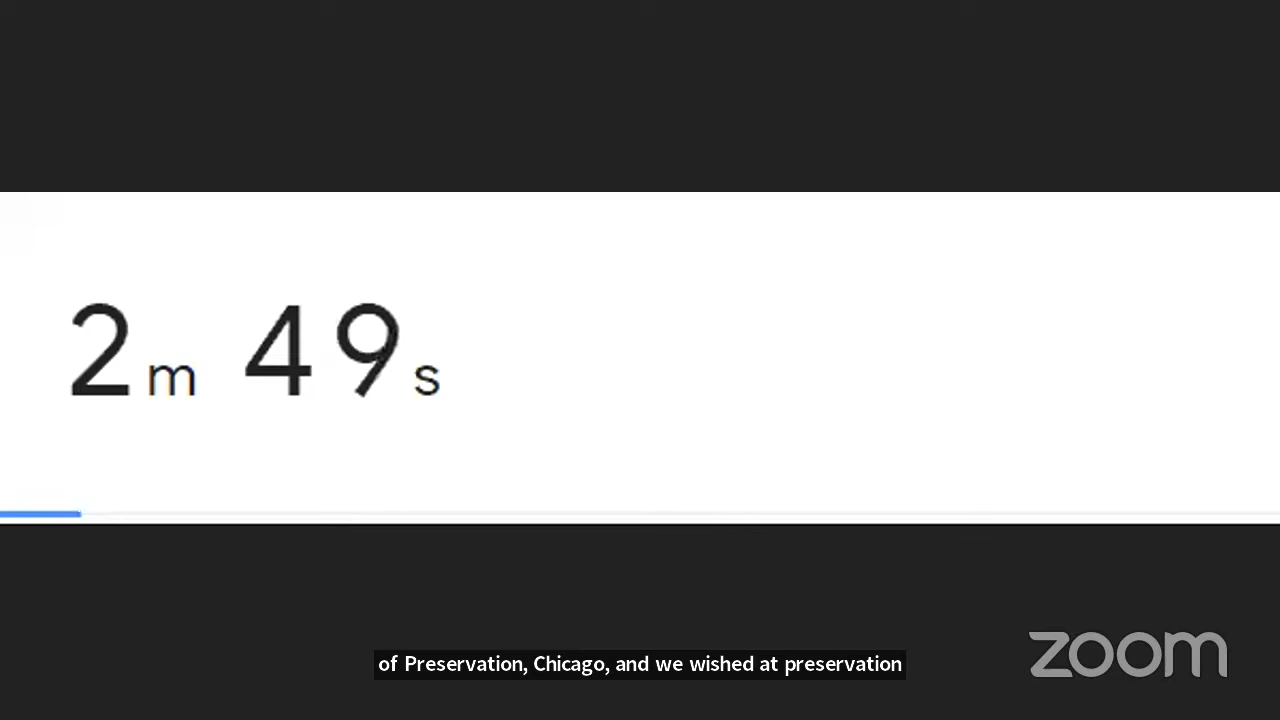 2m 49s
of Preservation, Chicago, and we wished at preservation
zoom